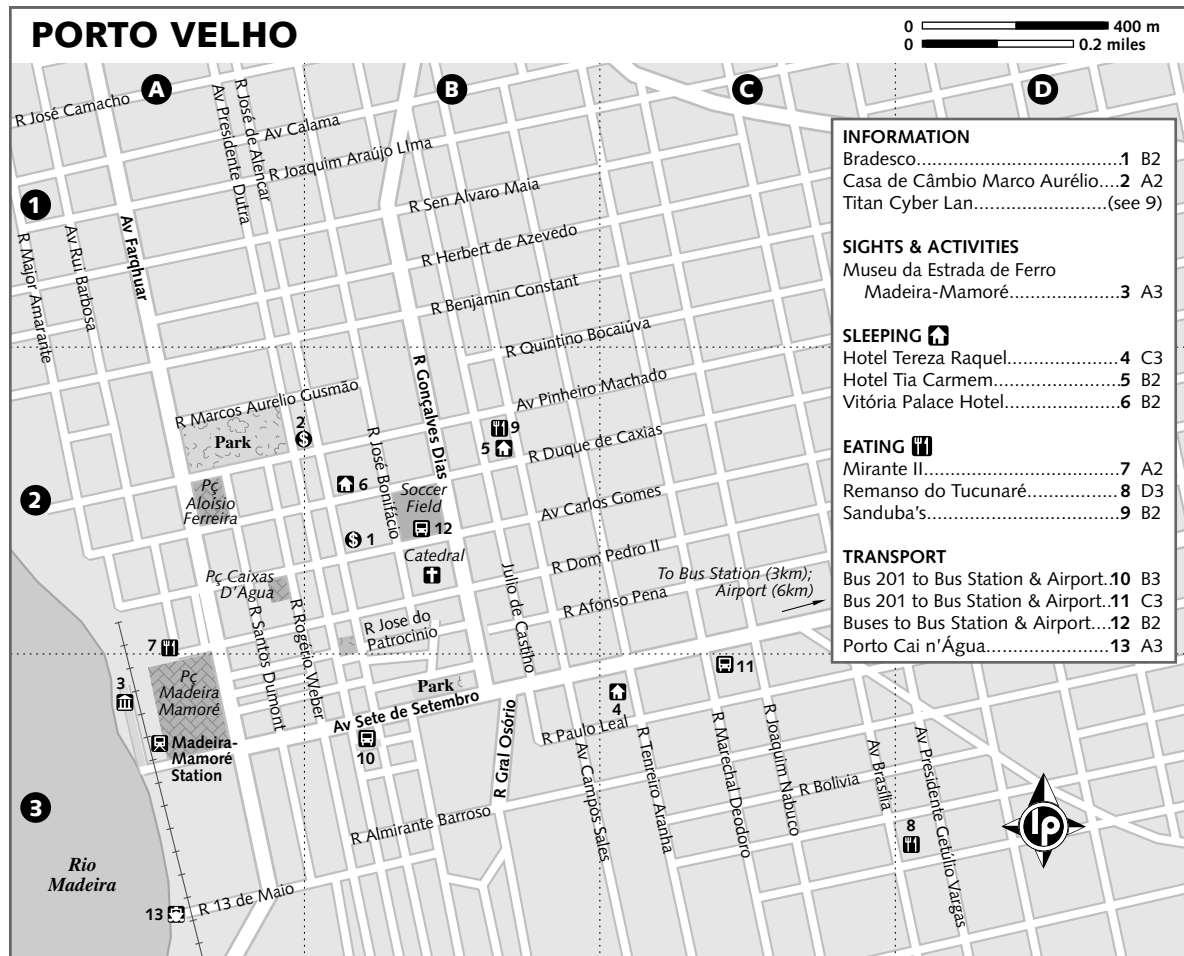 PORTO VELHO
0 400 m
0 0.2 miles
A
B
C
D
1
2
3
R José Camacho
Av Presidente Dutra
R José de Alencar
Av Calama
R Joaquim Araújo LIma
R Sen Alvaro Maia
R Herbert de Azevedo
R Benjamin Constant
R Quintino Bocaiúva
R Major Amarante
Av Rui Barbosa
Av Farqhuar
R Gonçalves Dias
R Marcos Aurelio Gusmão
Av Pinheiro Machado
Park
2
R José Bonifácio
9
5
R Duque de Caxias
6
Pç
Aloisio
Ferreira
Soccer
Field
12
1
Av Carlos Gomes
Catedral
R Dom Pedro II
Pç Caixas
D'Agua
To Bus Station (3km);
Airport (6km)
Julio de Castilho
R Afonso Pena
R Santos Dumont
R Rogério Weber
R Jose do
Patrocinio
7
Pç
Madeira
Mamoré
3
Park
11
4
Av Sete de Setembro
R Gral Osório
R Paulo Leal
Madeira-
Mamoré
Station
10
Av Campos Sales
R Tenreiro Aranha
R Marechal Deodoro
R Joaquim Nabuco
Av Brasília
Av Presidente Getúlio Vargas
R Bolivia
R Almirante Barroso
8
lp
Rio
Madeira
13
R 13 de Maio
INFORMATION
Bradesco....................................1 B2
Casa de Câmbio Marco Aurélio....2 A2
Titan Cyber Lan.......................(see 9)
SIGHTS & ACTIVITIES
Museu da Estrada de Ferro
Madeira-Mamoré.......................3 A3
SLEEPING
Hotel Tereza Raquel.....................4 C3
Hotel Tia Carmem........................5 B2
Vitória Palace Hotel......................6 B2
EATING
Mirante II....................................7 A2
Remanso do Tucunaré..................8 D3
Sanduba's...................................9 B2
TRANSPORT
Bus 201 to Bus Station & Airport..10 B3
Bus 201 to Bus Station & Airport..11 C3
Buses to Bus Station & Airport....12 B2
Porto Cai n'Água......................13 A3